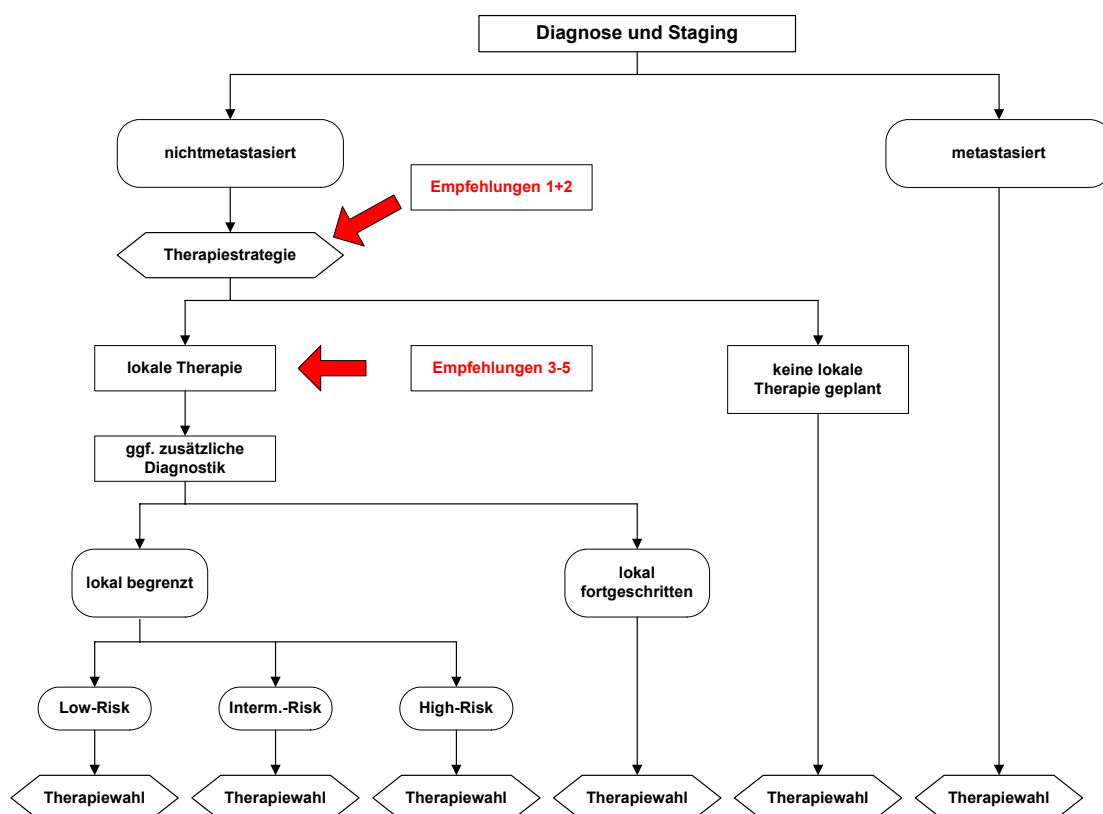 Diagnose und Staging
nichtmetastasiert
metastasiert
Empfehlungen 1+2
Therapiestrategie
lokale Therapie
Empfehlungen 3-5
keine lokale
Therapie geplant
ggf. zusätzliche
Diagnostik
lokal begrenzt
lokal
fortgeschritten
Low-Risk
Interm.-Risk
High-Risk
Therapiewahl
Therapiewahl
Therapiewahl
Therapiewahl
Therapiewahl
Therapiewahl